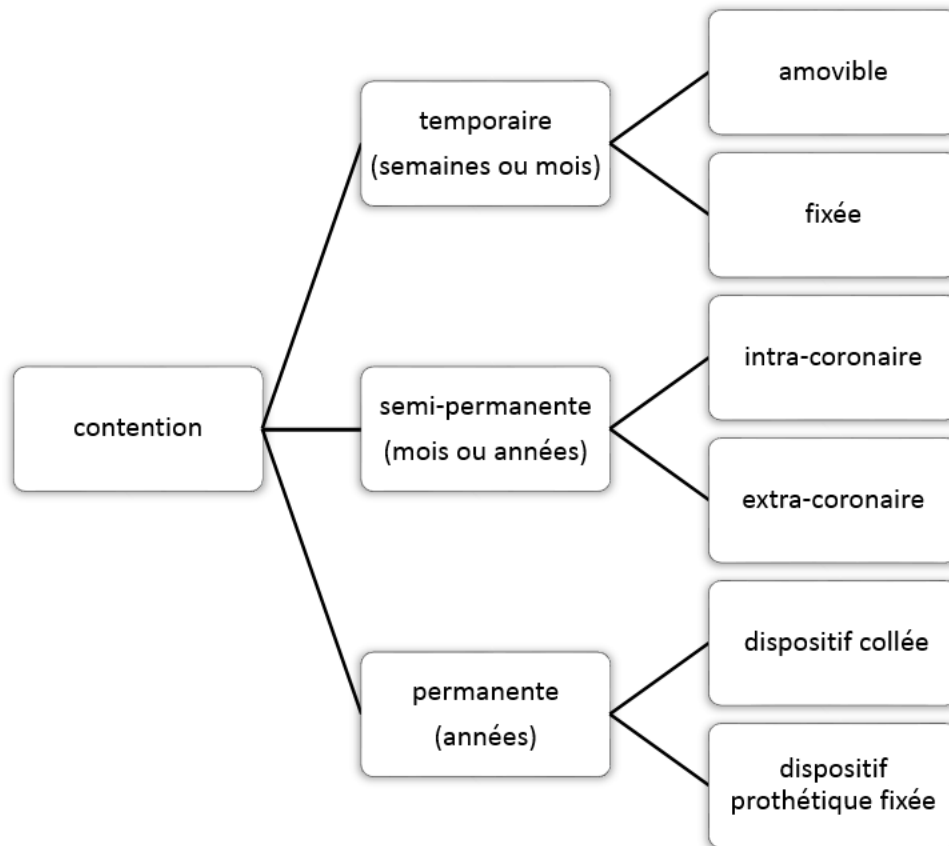 contention
temporaire
(semaines ou mois)
amovible
fixée
semi-permanente
(mois ou années)
intra-coronaire
extra-coronaire
permanente
(années)
dispositif collée
dispositif
prothétique fixée